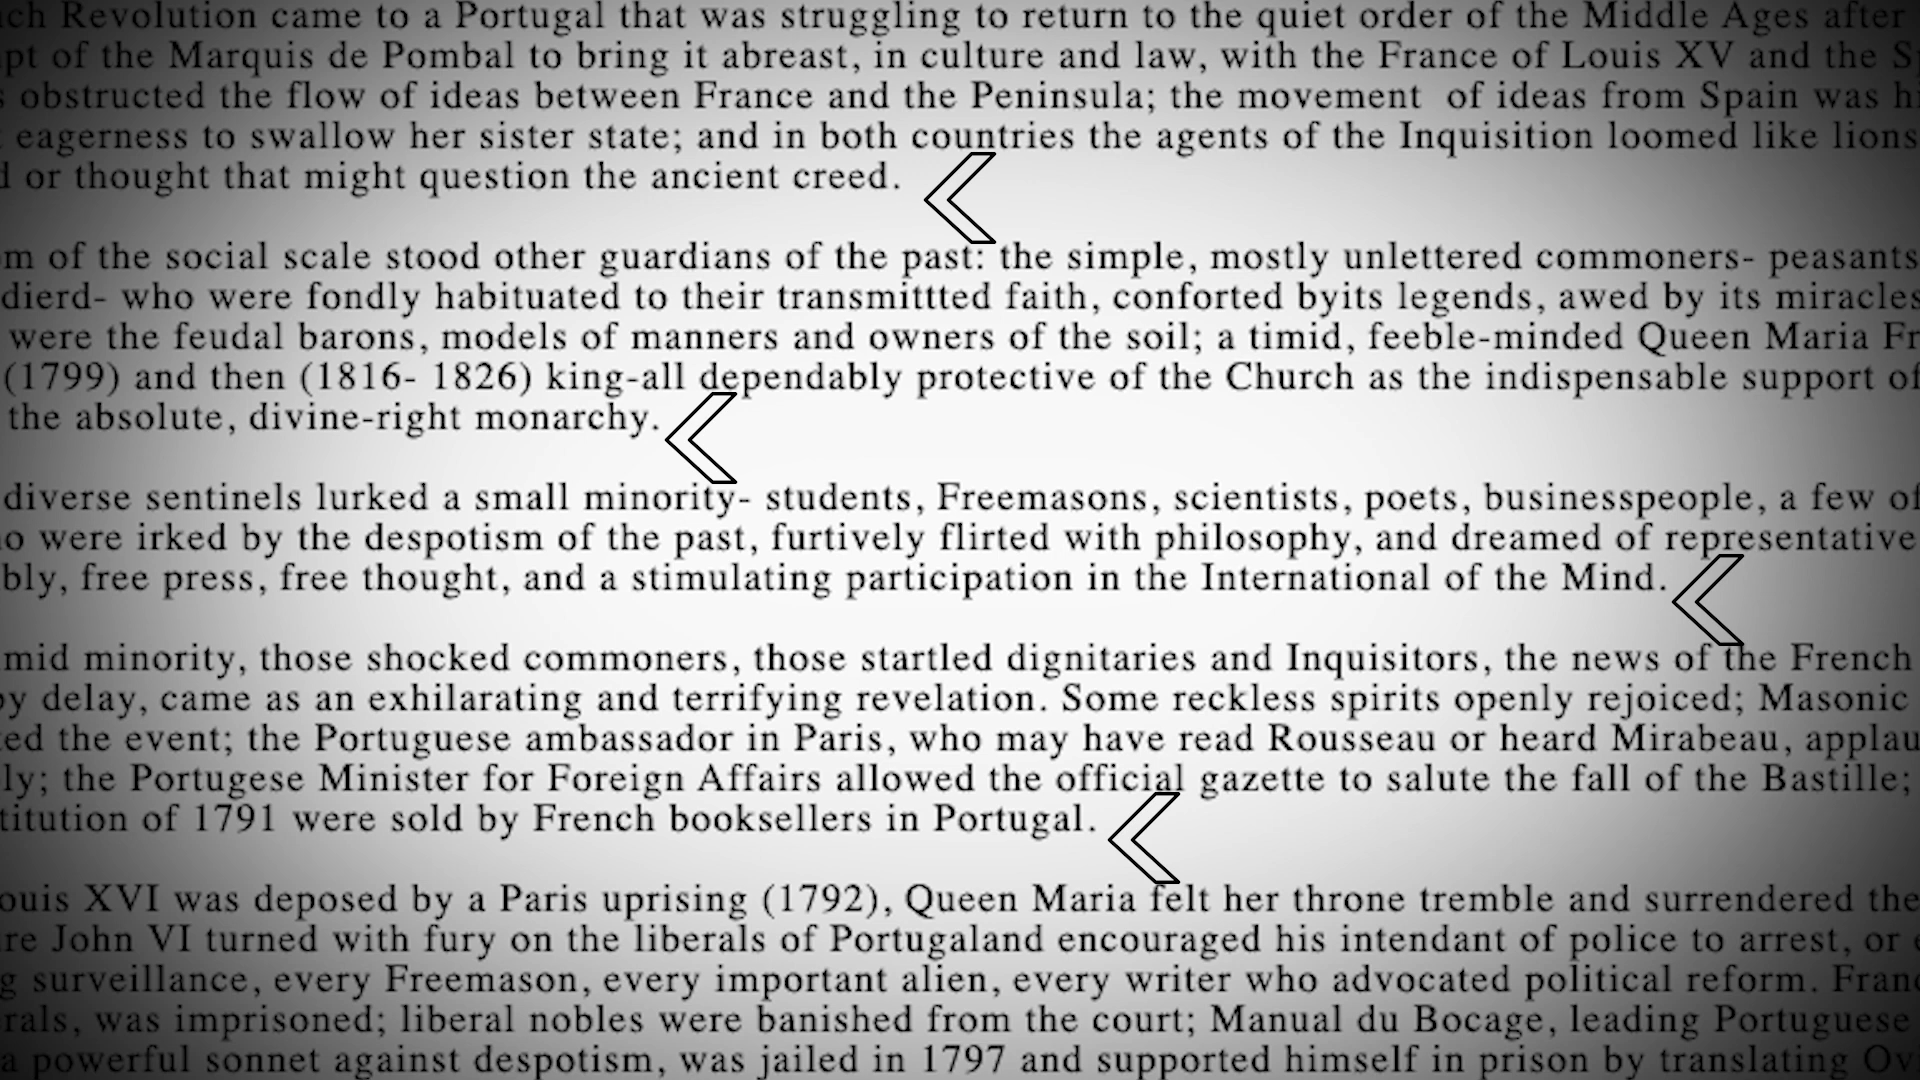 ch Revolution came to a Portugal that was struggling to return to the quiet order of the Middle Ages after
pt of the Marquis de Pombal to bring it abreast, in culture and law, with the France of Louis XV and the
obstructed the flow of ideas between France and the Peninsula; the movement of ideas from Spain was
eagerness to swallow her sister state; and in both countries the agents of the Inquisition loomed like lions
or thought that might question the ancient creed.
m of the social scale stood other guardians of the past: the simple, mostly unlettered commoners- peasants
dierd- who were fondly habituated to their transmittted faith, conforted byits legends, awed by its miracles
were the feudal barons, models of manners and owners of the soil; a timid, feeble-minded Queen Maria Fr
(1799) and then (1816- 1826) king-all dependably protective of the Church as the indispensable support of
the absolute, divine-right monarchy.
diverse sentinels lurked a small minority- students, Freemasons, scientists, poets, businesspeople, a few of
o were irked by the despotism of the past, furtively flirted with philosophy, and dreamed of representative
bly, free press, free thought, and a stimulating participation in the International of the Mind.
mid minority, those shocked commoners, those startled dignitaries and Inquisitors, the news of the French
by delay, came as an exhilarating and terrifying revelation. Some reckless spirits openly rejoiced; Masonic
ed the event; the Portuguese ambassador in Paris, who may have read Rousseau or heard Mirabeau, applau
ly; the Portugese Minister for Foreign Affairs allowed the official gazette to salute the fall of the Bastille;
titution of 1791 were sold by French booksellers in Portugal.
ouis XVI was deposed by a Paris uprising (1792), Queen Maria felt her throne tremble and surrendered the
re John VI turned with fury on the liberals of Portugaland encouraged his intendant of police to arrest, or
g surveillance, every Freemason, every important alien, every writer who advocated political reform. Franc
rals, was imprisoned; liberal nobles were banished from the court; Manual du Bocage, leading Portuguese
a powerful sonnet against despotism, was jailed in 1797 and supported himself in prison by translating Ov